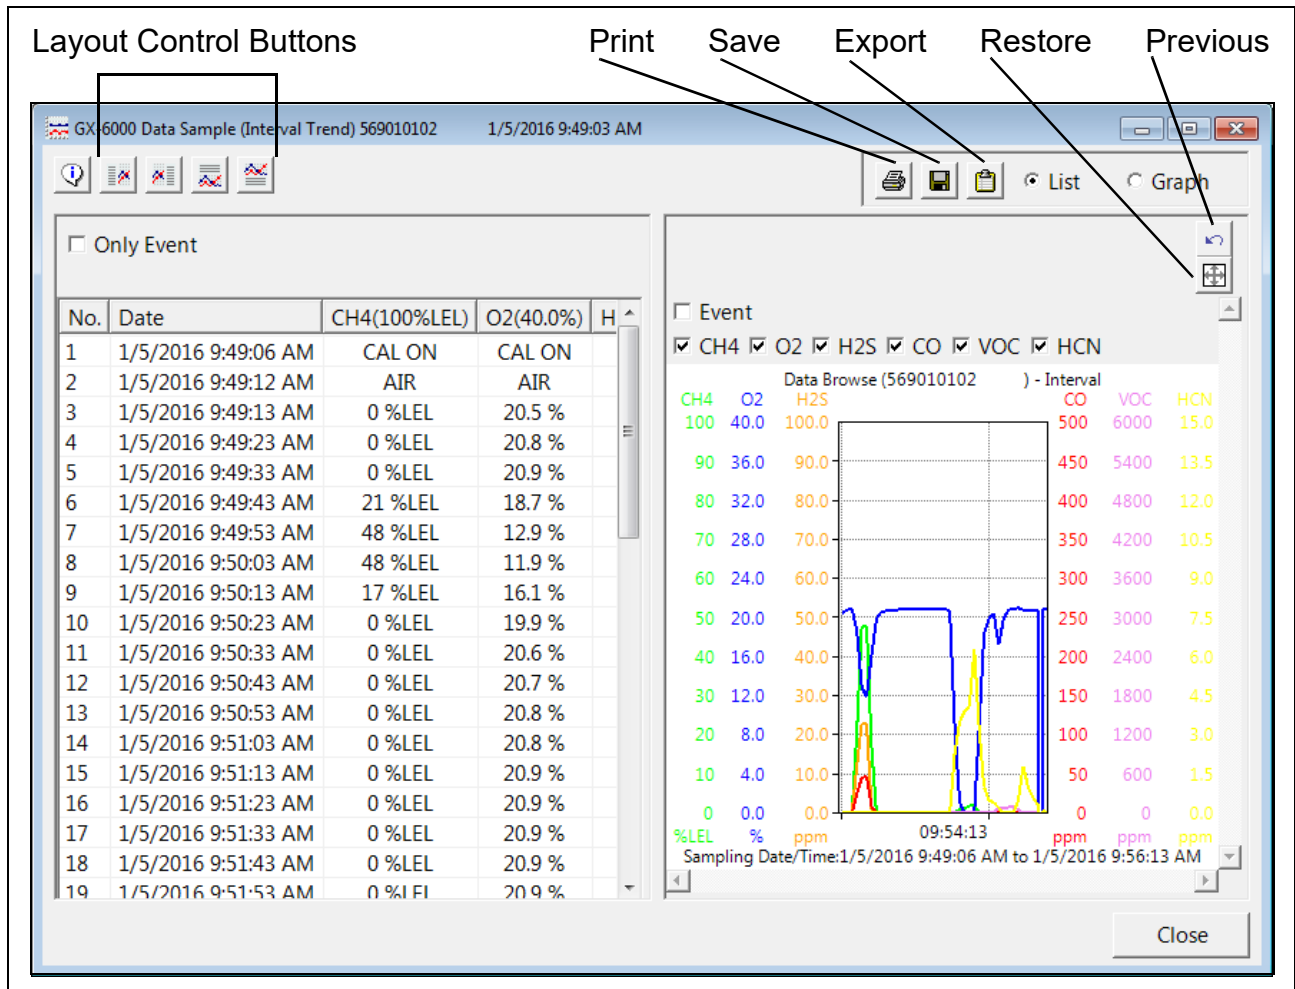 Layout Control Buttons Print Save Export Restore Previous
GX-6000 Data Sample (Interval Trend) 569010102 1/5/2016 9:49:03 AM
List Graph
Only Event
No. Date CH4(100%LEL) O2(40.0%) H
1 1/5/2016 9:49:06 AM CAL ON CAL ON
2 1/5/2016 9:49:12 AM AIR AIR
3 1/5/2016 9:49:13 AM 0 %LEL 20.5 %
4 1/5/2016 9:49:23 AM 0 %LEL 20.8 %
5 1/5/2016 9:49:33 AM 0 %LEL 20.9 %
6 1/5/2016 9:49:43 AM 21 %LEL 18.7 %
7 1/5/2016 9:49:53 AM 48 %LEL 12.9 %
8 1/5/2016 9:50:03 AM 48 %LEL 11.9 %
9 1/5/2016 9:50:13 AM 17 %LEL 16.1 %
10 1/5/2016 9:50:23 AM 0 %LEL 19.9 %
11 1/5/2016 9:50:33 AM 0 %LEL 20.6 %
12 1/5/2016 9:50:43 AM 0 %LEL 20.7 %
13 1/5/2016 9:50:53 AM 0 %LEL 20.8 %
14 1/5/2016 9:51:03 AM 0 %LEL 20.8 %
15 1/5/2016 9:51:13 AM 0 %LEL 20.9 %
16 1/5/2016 9:51:23 AM 0 %LEL 20.9 %
17 1/5/2016 9:51:33 AM 0 %LEL 20.9 %
18 1/5/2016 9:51:43 AM 0 %LEL 20.9 %
19 1/5/2016 9:51:53 AM 0 %LEL 20.9 %
Event
CH4 O2 H2S CO VOC HCN
Data Browse (569010102 ) - Interval
CH4 O2 H2S CO VOC HCN
100 40.0 100.0 500 6000 15.0
90 36.0 90.0 450 5400 13.5
80 32.0 80.0 400 4800 12.0
70 28.0 70.0 350 4200 10.5
60 24.0 60.0 300 3600 9.0
50 20.0 50.0 250 3000 7.5
40 16.0 40.0 200 2400 6.0
30 12.0 30.0 150 1800 4.5
20 8.0 20.0 100 1200 3.0
10 4.0 10.0 50 600 1.5
0 0.0 0.0 0 0 0.0
%LEL % ppm 09:54:13 ppm ppm ppm
Sampling Date/Time:1/5/2016 9:49:06 AM to 1/5/2016 9:56:13 AM
Close